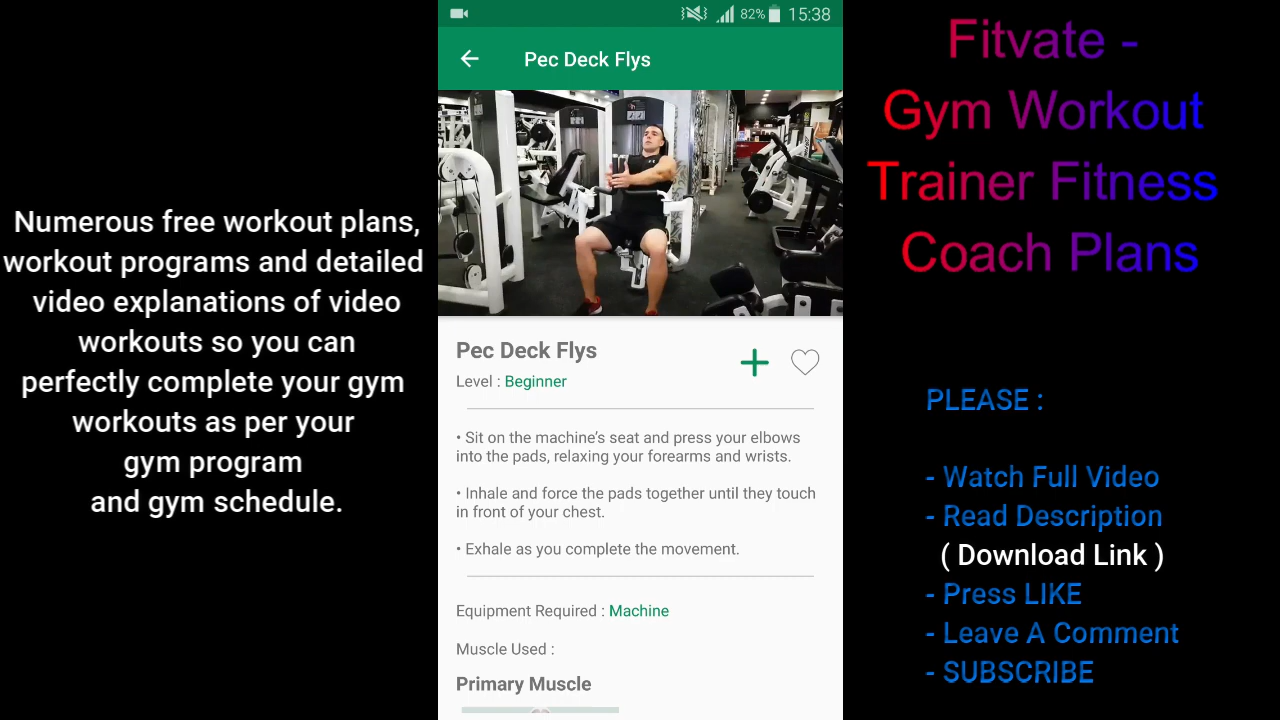 Numerous free workout plans,
workout programs and detailed
video explanations of video
workouts so you can
perfectly complete your gym
workouts as per your
gym program
and gym schedule.
82% 15:38
Pec Deck Flys
Pec Deck Flys
Level : Beginner
• Sit on the machine’s seat and press your elbows
into the pads, relaxing your forearms and wrists.
• Inhale and force the pads together until they touch
in front of your chest.
• Exhale as you complete the movement.
Equipment Required : Machine
Muscle Used :
Primary Muscle
Fitvate -
Gym Workout
Trainer Fitness
Coach Plans
PLEASE :
- Watch Full Video
- Read Description
( Download Link )
- Press LIKE
- Leave A Comment
- SUBSCRIBE